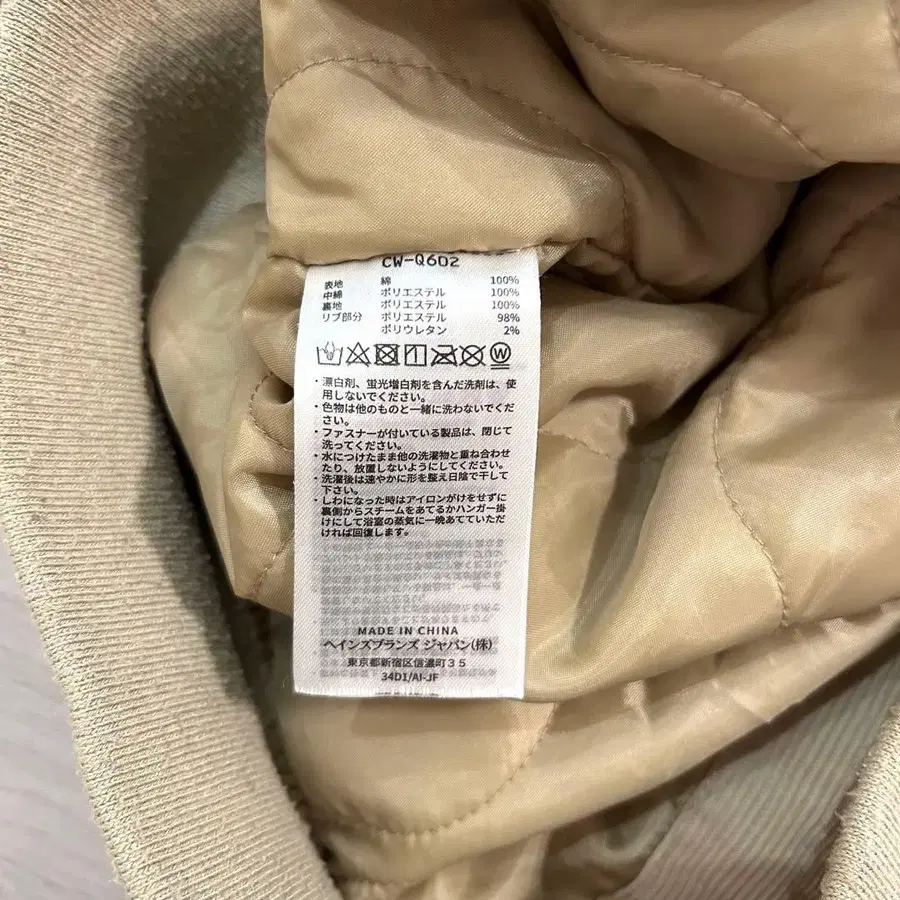 CW-Q602
表地 綿 100%
中綿 ポリエステル 100%
裏地 ポリエステル 100%
リブ部分 ポリエステル 98%
ポリウレタン 2%
・漂白剤、蛍光増白剤を含んだ洗剤は、使
用しないでください。
・色物は他のものと一緒に洗わないでくだ
さい。
・ファスナーが付いている製品は、閉じて
洗ってください。
・水につけたまま他の洗濯物と重ね合わせ
たり、放置しないようにしてください。
・洗濯後は速やかに形を整え日陰で干して
下さい。
・しわになった時はアイロンがけをせずに
裏側からスチームをあてるかハンガー掛
けにして浴室の蒸気に一晩あてていただ
ければ回復します。
MADE IN CHINA
ヘインズブランズ ジャパン(株)
東京都新宿区信濃町35
34DI/AI-JF